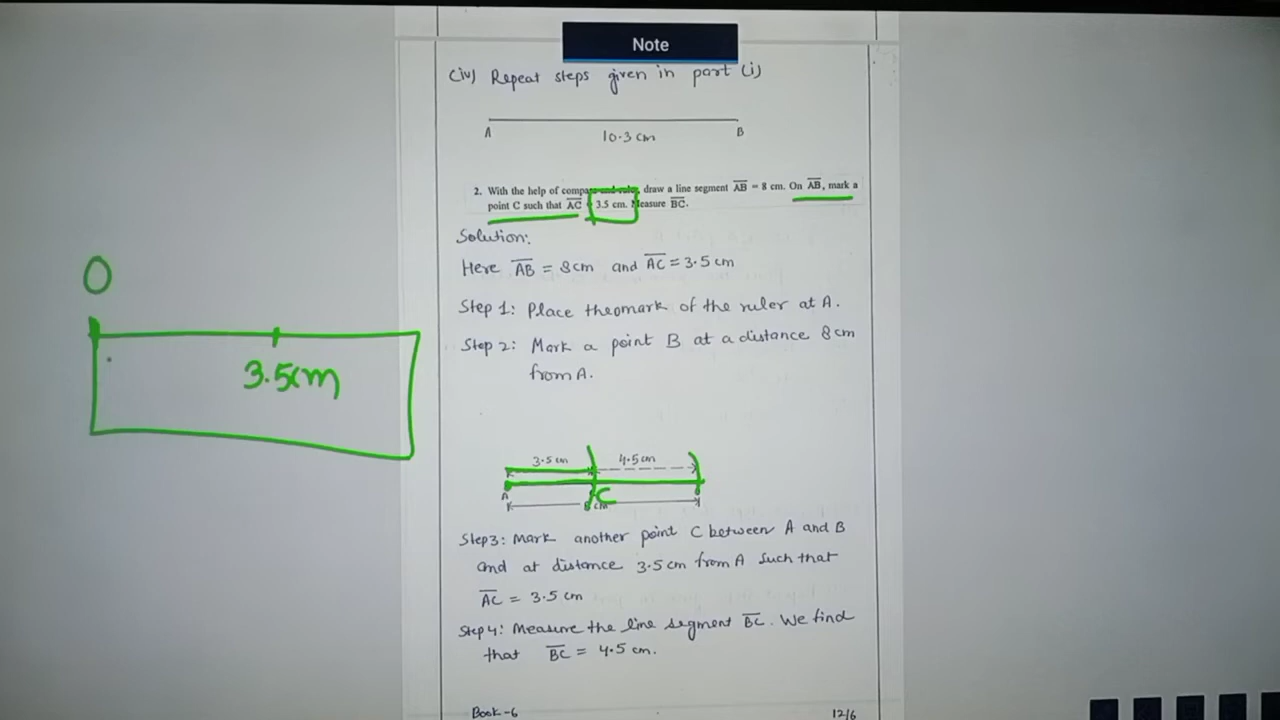 Note
(iv) Repeat steps given in part (i)
A B
10.3 cm
2. With the help of compass and ruler, draw a line segment AB = 8 cm. On AB, mark a
point C such that AC = 3.5 cm. Measure BC.
Solution:
Here AB = 8cm and AC = 3.5 cm
O
Step 1: Place the 0 mark of the ruler at A.
Step 2: Mark a point B at a distance 8cm
from A.
3.5cm
3.5 cm 4.5 cm
A C B
8 cm
Step3: Mark another point C between A and B
and at distance 3.5 cm from A such that
AC = 3.5 cm
Step 4: Measure the line segment BC. We find
that BC = 4.5 cm.
Book-6 12/6